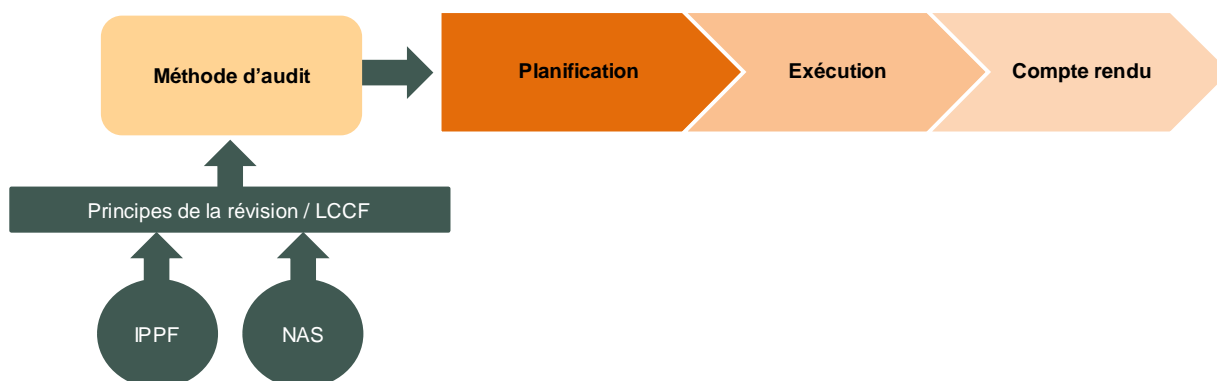 Méthode d'audit
Planification
Exécution
Compte rendu
Principes de la révision / LCCF
IPPF
NAS